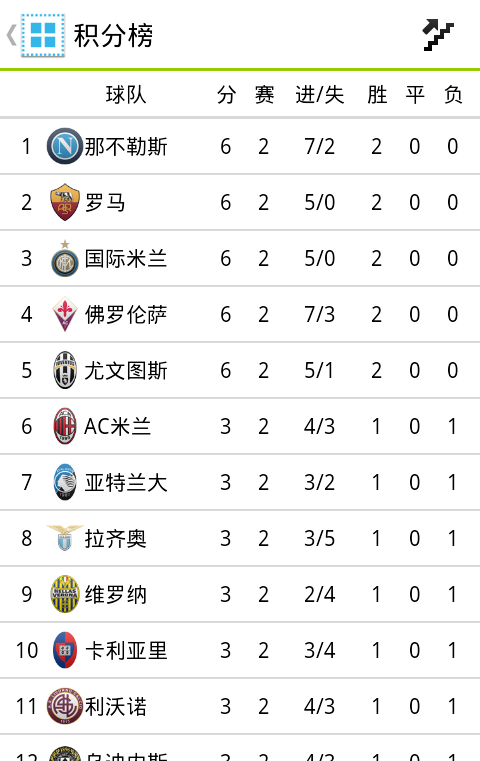 积分榜
球队 分 赛 进/失 胜 平 负
1 那不勒斯 6 2 7/2 2 0 0
2 罗马 6 2 5/0 2 0 0
3 国际米兰 6 2 5/0 2 0 0
4 佛罗伦萨 6 2 7/3 2 0 0
5 尤文图斯 6 2 5/1 2 0 0
6 AC米兰 3 2 4/3 1 0 1
7 亚特兰大 3 2 3/2 1 0 1
8 拉齐奥 3 2 3/5 1 0 1
9 维罗纳 3 2 2/4 1 0 1
10 卡利亚里 3 2 3/4 1 0 1
11 利沃诺 3 2 4/3 1 0 1
12 乌迪内斯 3 2 4/3 1 0 1